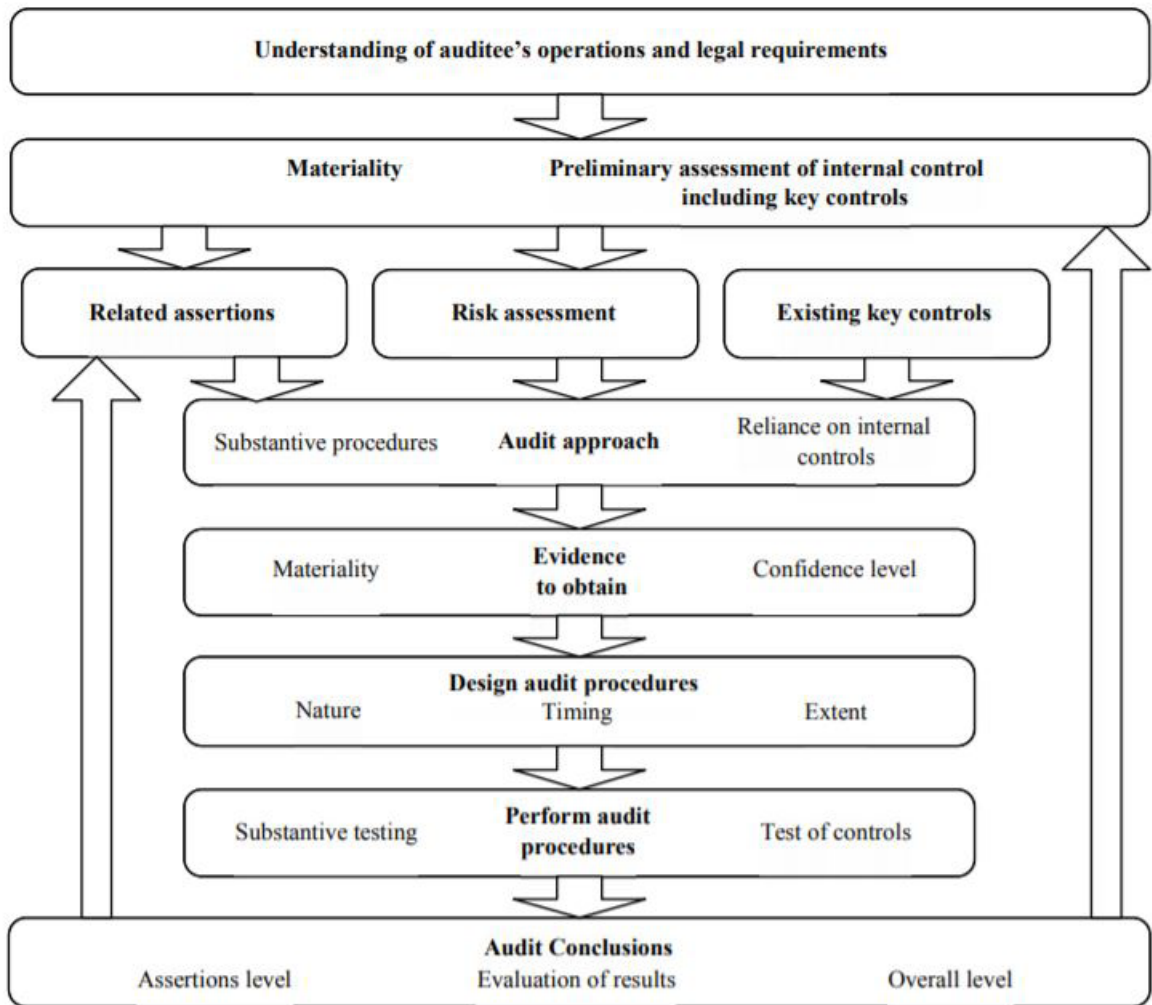 Understanding of auditee’s operations and legal requirements
Materiality
Preliminary assessment of internal control
including key controls
Related assertions
Risk assessment
Existing key controls
Substantive procedures
Audit approach
Reliance on internal
controls
Materiality
Evidence
to obtain
Confidence level
Design audit procedures
Nature
Timing
Extent
Substantive testing
Perform audit
procedures
Test of controls
Audit Conclusions
Assertions level
Evaluation of results
Overall level